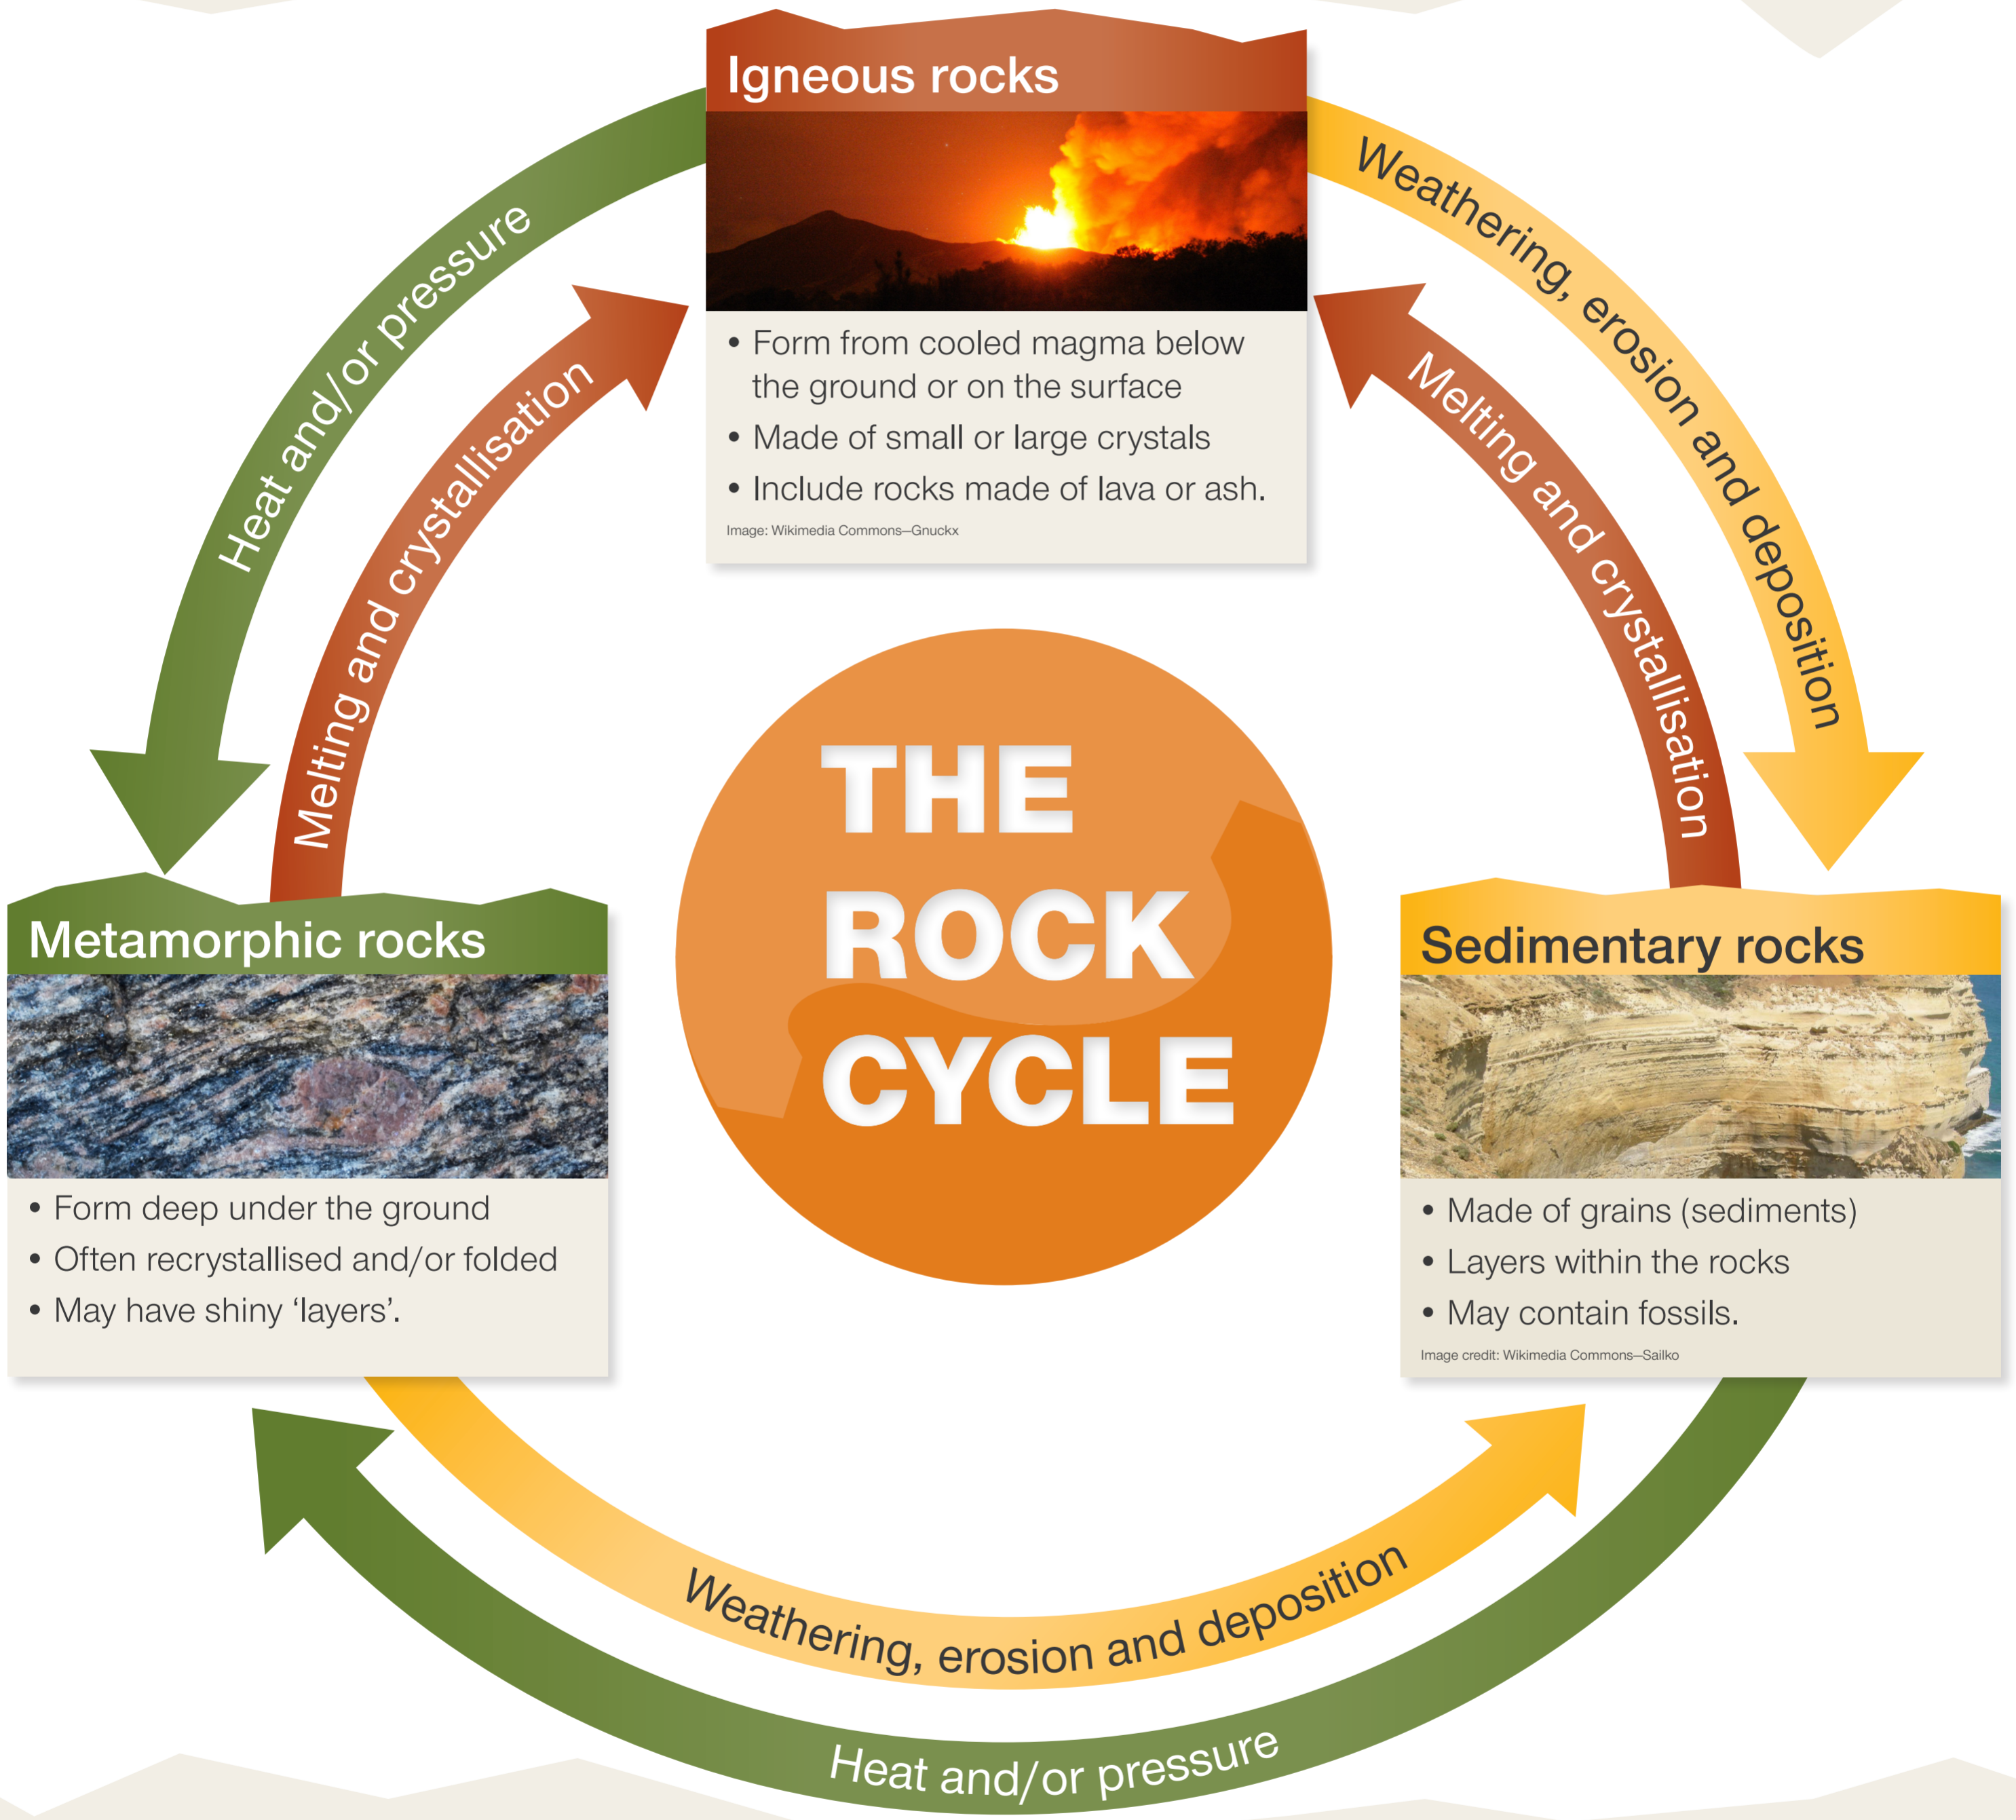 Igneous rocks
• Form from cooled magma below
the ground or on the surface
• Made of small or large crystals
• Include rocks made of lava or ash.
Image: Wikimedia Commons—Gnuckx
Heat and/or pressure
Melting and crystallisation
Weathering, erosion and deposition
Melting and crystallisation
THE
ROCK
CYCLE
Metamorphic rocks
• Form deep under the ground
• Often recrystallised and/or folded
• May have shiny ‘layers’.
Sedimentary rocks
• Made of grains (sediments)
• Layers within the rocks
• May contain fossils.
Image credit: Wikimedia Commons—Sailko
Weathering, erosion and deposition
Heat and/or pressure